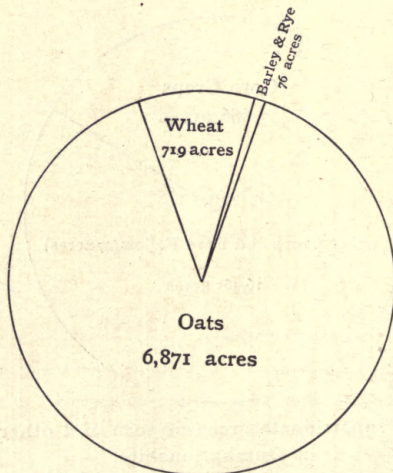 Barley & Rye
76 acres
Wheat
719 acres
Oats
6,871 acres